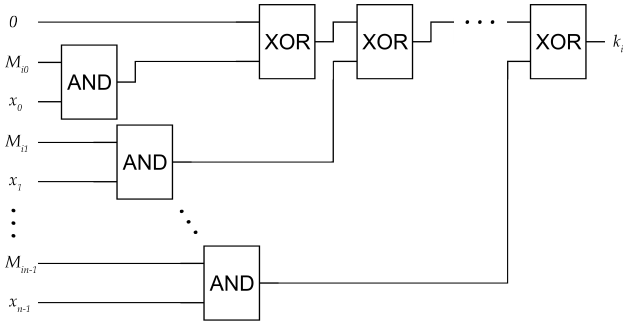 0
XOR
XOR
• • •
XOR
k_i
M_i0
AND
x_0
M_i1
AND
x_1
M_in-1
AND
x_n-1